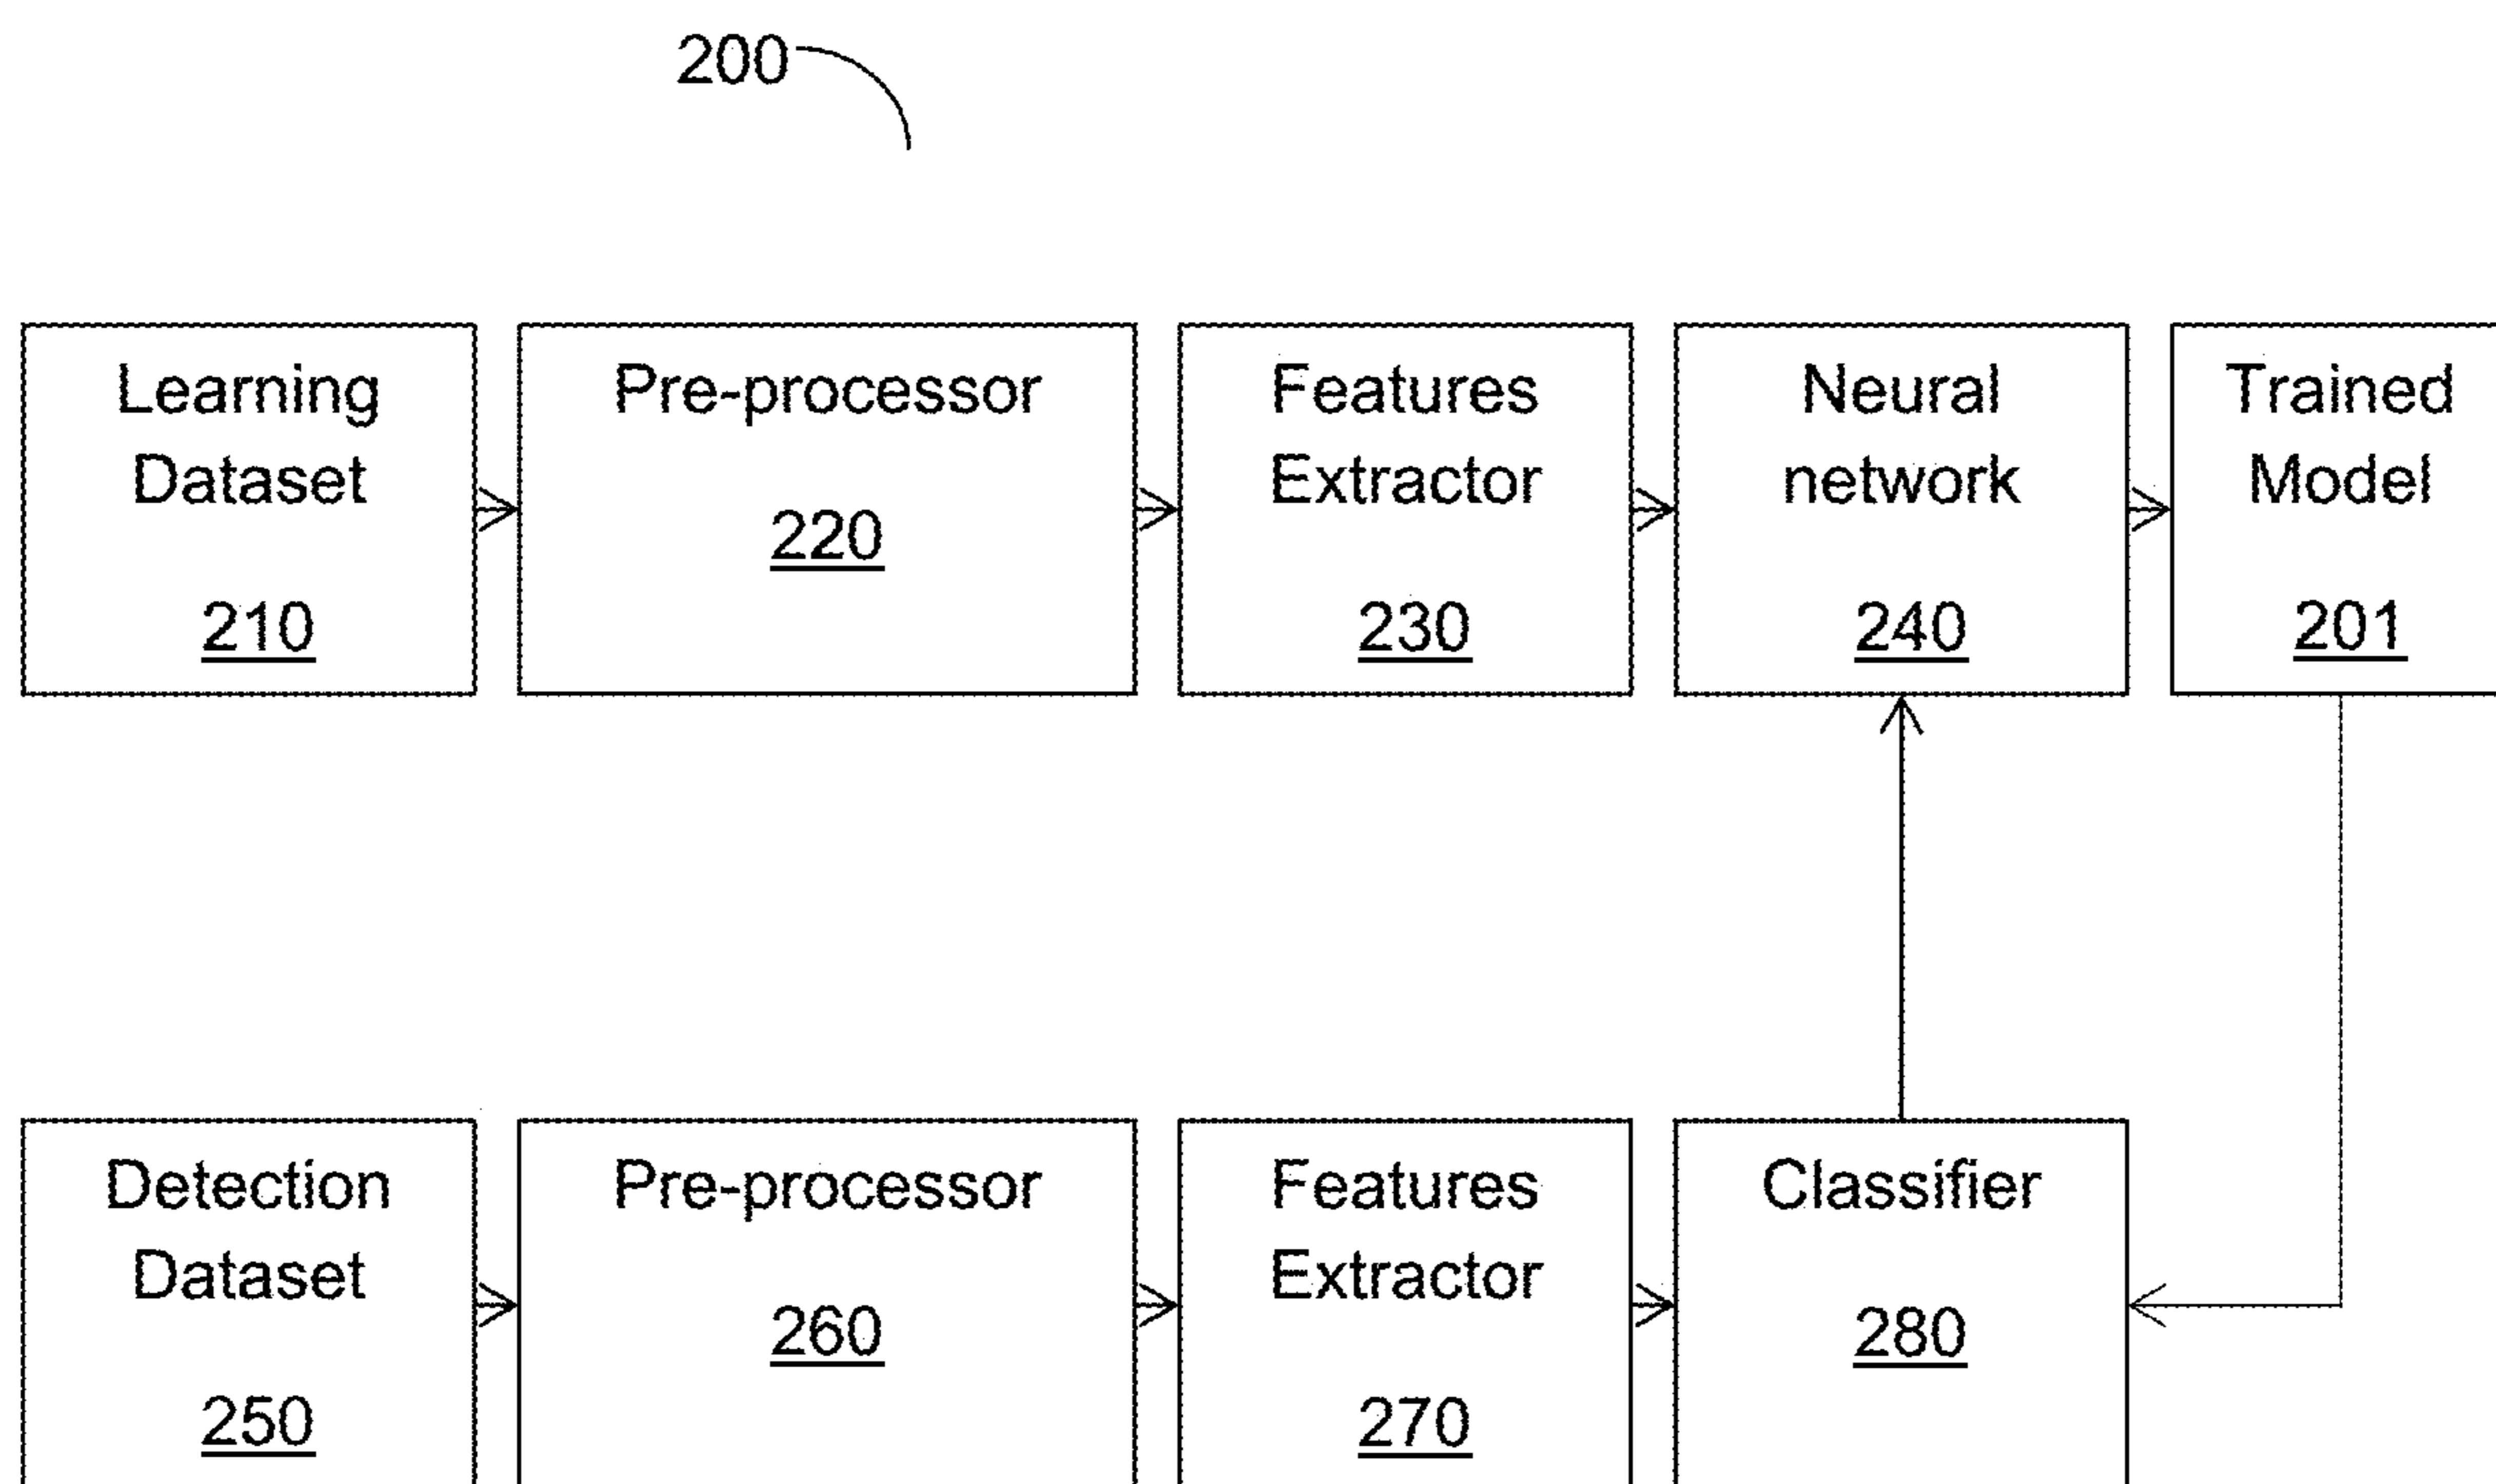 200
Learning
Dataset
210
Pre-processor
220
Features
Extractor
230
Neural
network
240
Trained
Model
201
Detection
Dataset
250
Pre-processor
260
Features
Extractor
270
Classifier
280